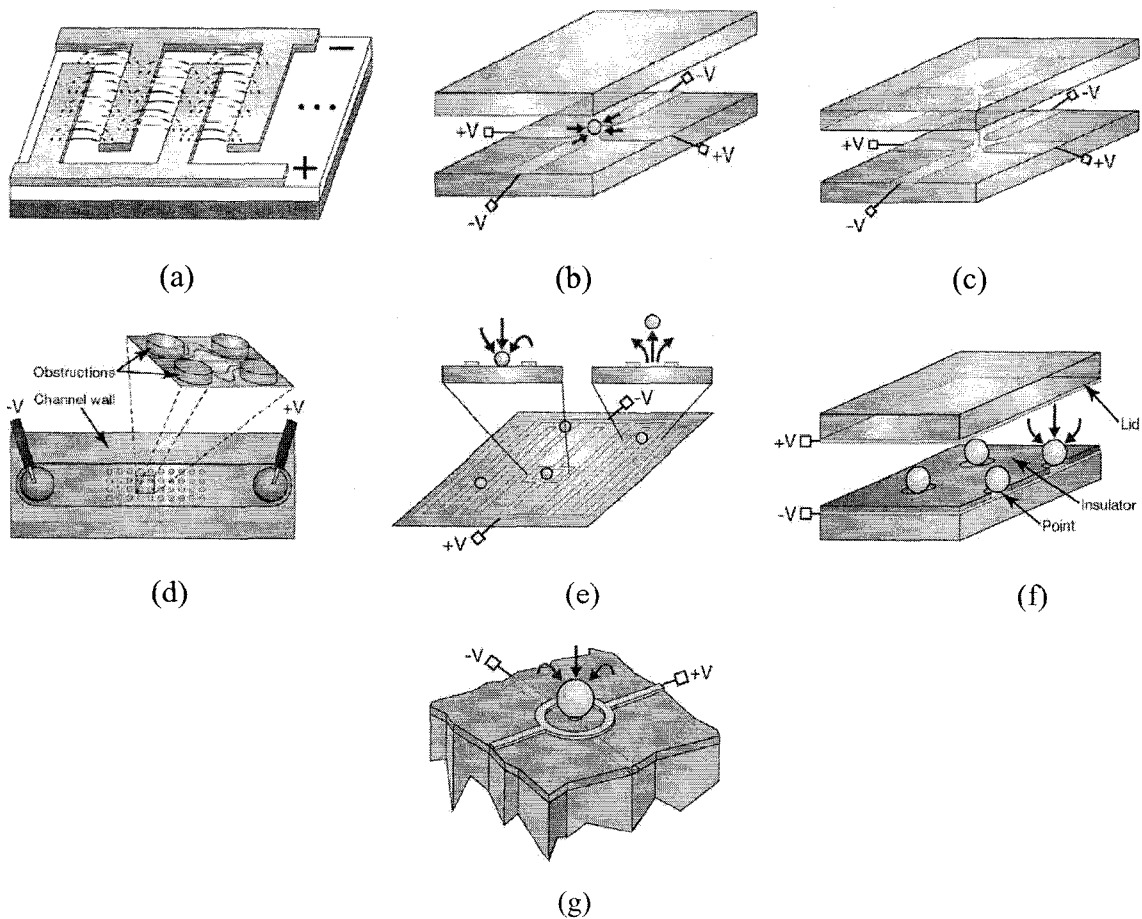 −
...
+
(a)
-V
+V
+V
-V
(b)
-V
+V
+V
-V
(c)
Obstructions
Channel wall
-V
+V
(d)
-V
+V
(e)
Lid
+V
Insulator
-V
Point
(f)
-V
+V
(g)